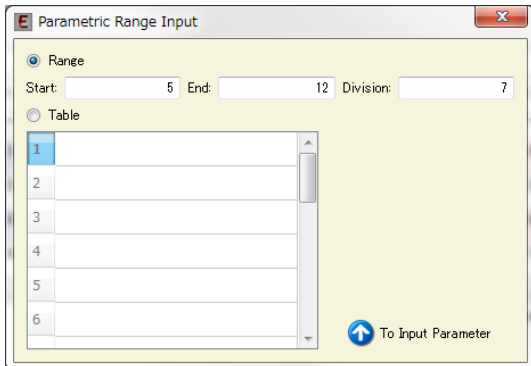 E Parametric Range Input
Range
Start: 5 End: 12 Division: 7
Table
1
2
3
4
5
6
To Input Parameter